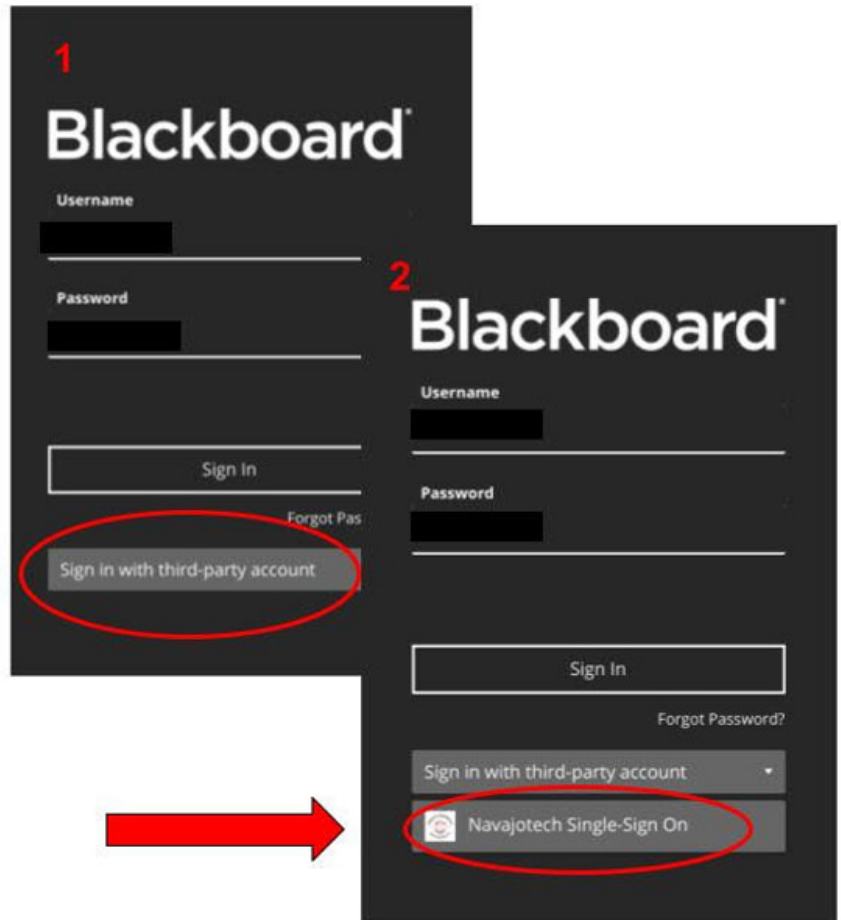 1
Blackboard
Username
Password
Sign In
Forgot Pas
Sign in with third-party account
2
Blackboard
Username
Password
Sign In
Forgot Password?
Sign in with third-party account
Navajotech Single-Sign On